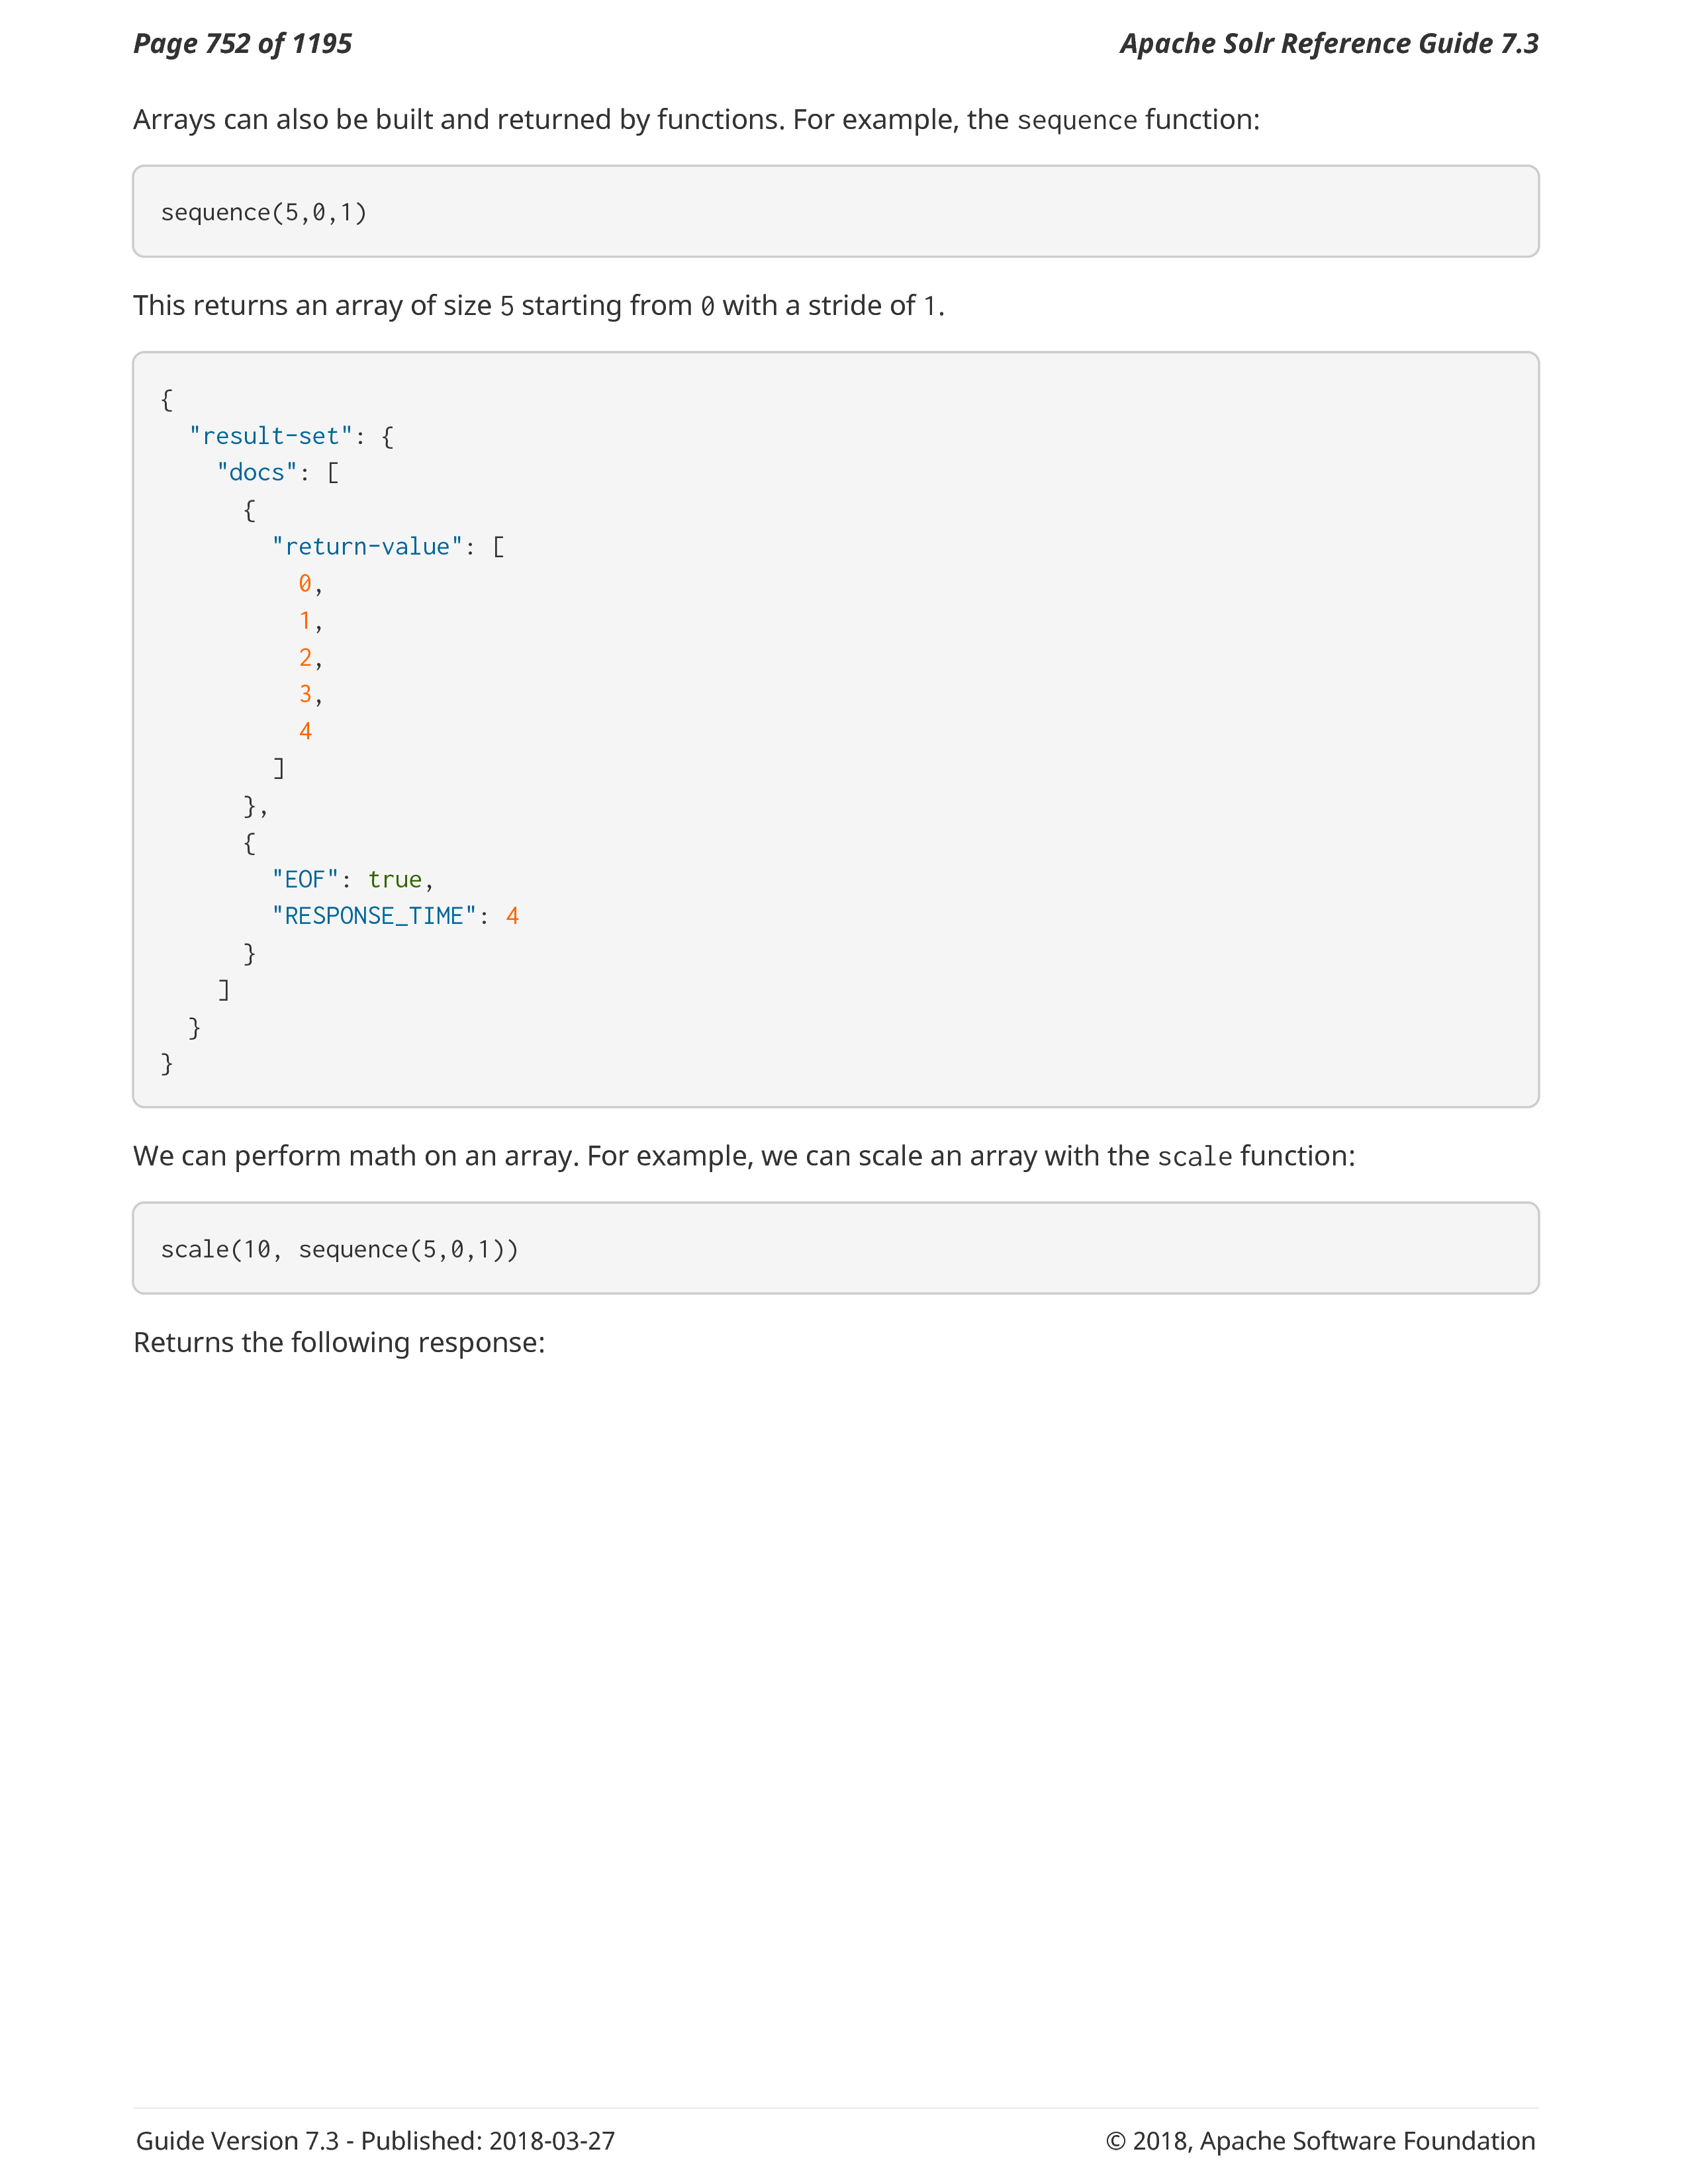 Page 752 of 1195
Apache Solr Reference Guide 7.3
Arrays can also be built and returned by functions. For example, the sequence function:
sequence(5,0,1)
This returns an array of size 5 starting from 0 with a stride of 1.
{
  "result-set": {
    "docs": [
      {
        "return-value": [
          0,
          1,
          2,
          3,
          4
        ]
      },
      {
        "EOF": true,
        "RESPONSE_TIME": 4
      }
    ]
  }
}
We can perform math on an array. For example, we can scale an array with the scale function:
scale(10, sequence(5,0,1))
Returns the following response:
Guide Version 7.3 - Published: 2018-03-27
© 2018, Apache Software Foundation